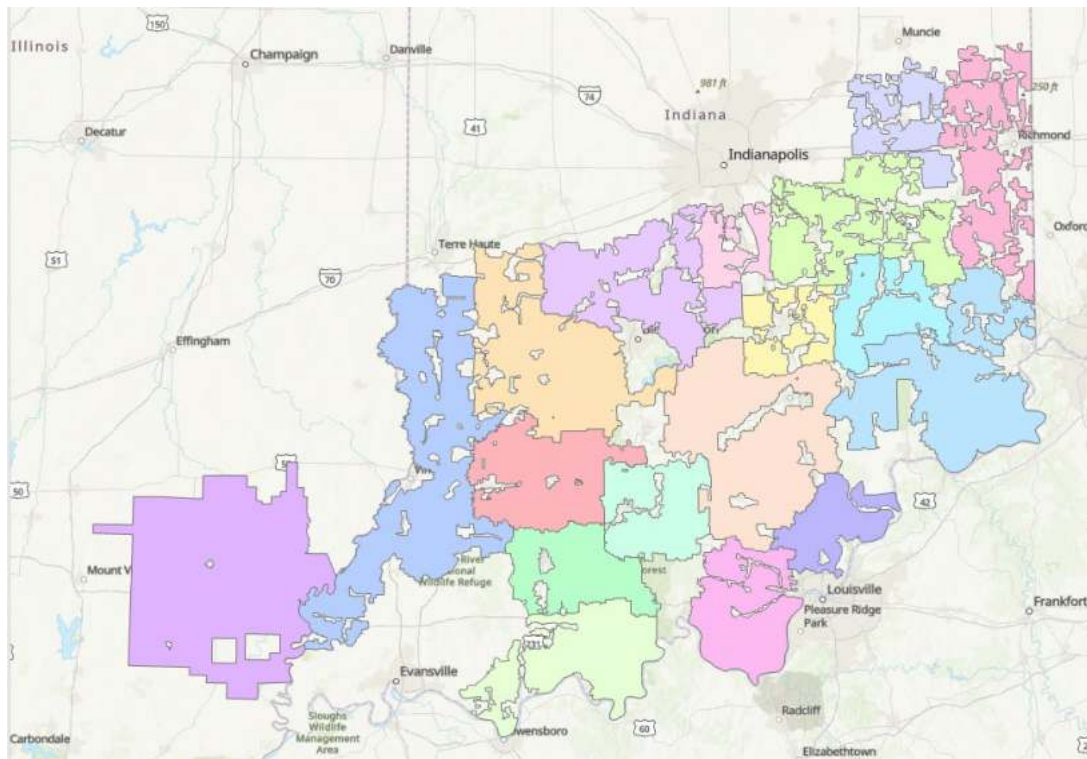 Illinois
150
Champaign
Danville
Muncie
981 ft
250 ft
74
Indiana
41
Decatur
Richmond
Indianapolis
Oxford
51
Terre Haute
70
Effingham
50
42
River
Wildlife Refuge
Mount V
Louisville
Frankfort
Pleasure Ridge
Park
231
Evansville
Radcliff
Sloughs
Wildlife
Management
Area
60
Carbondale
Owensboro
Elizabethtown